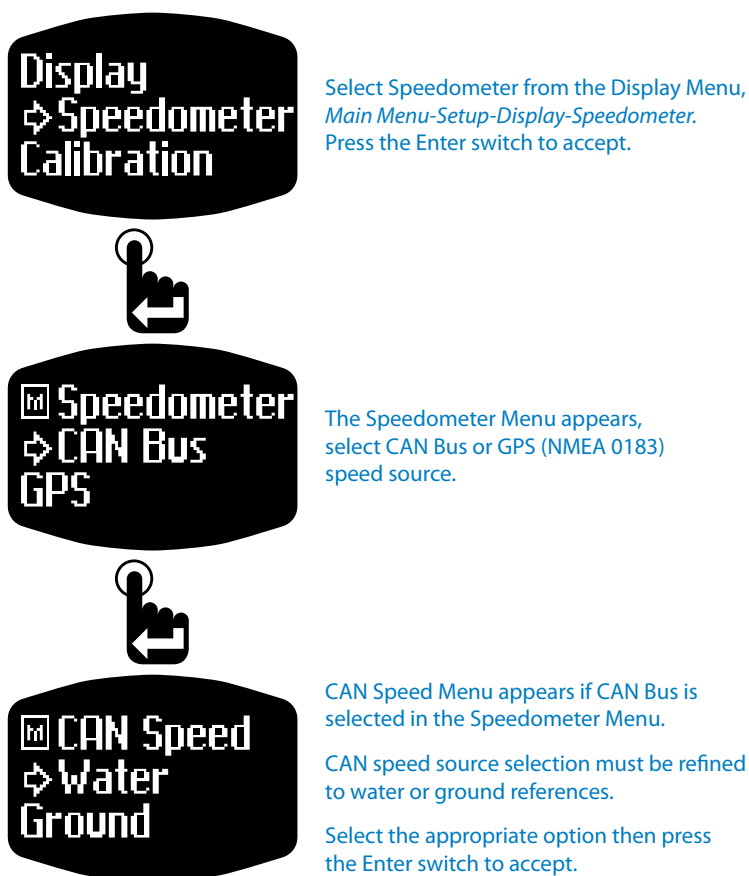 Display
➩Speedometer
Calibration
Select Speedometer from the Display Menu,
Main Menu-Setup-Display-Speedometer.
Press the Enter switch to accept.
M Speedometer
➩CAN Bus
GPS
The Speedometer Menu appears,
select CAN Bus or GPS (NMEA 0183)
speed source.
M CAN Speed
➩Water
Ground
CAN Speed Menu appears if CAN Bus is
selected in the Speedometer Menu.
CAN speed source selection must be refined
to water or ground references.
Select the appropriate option then press
the Enter switch to accept.